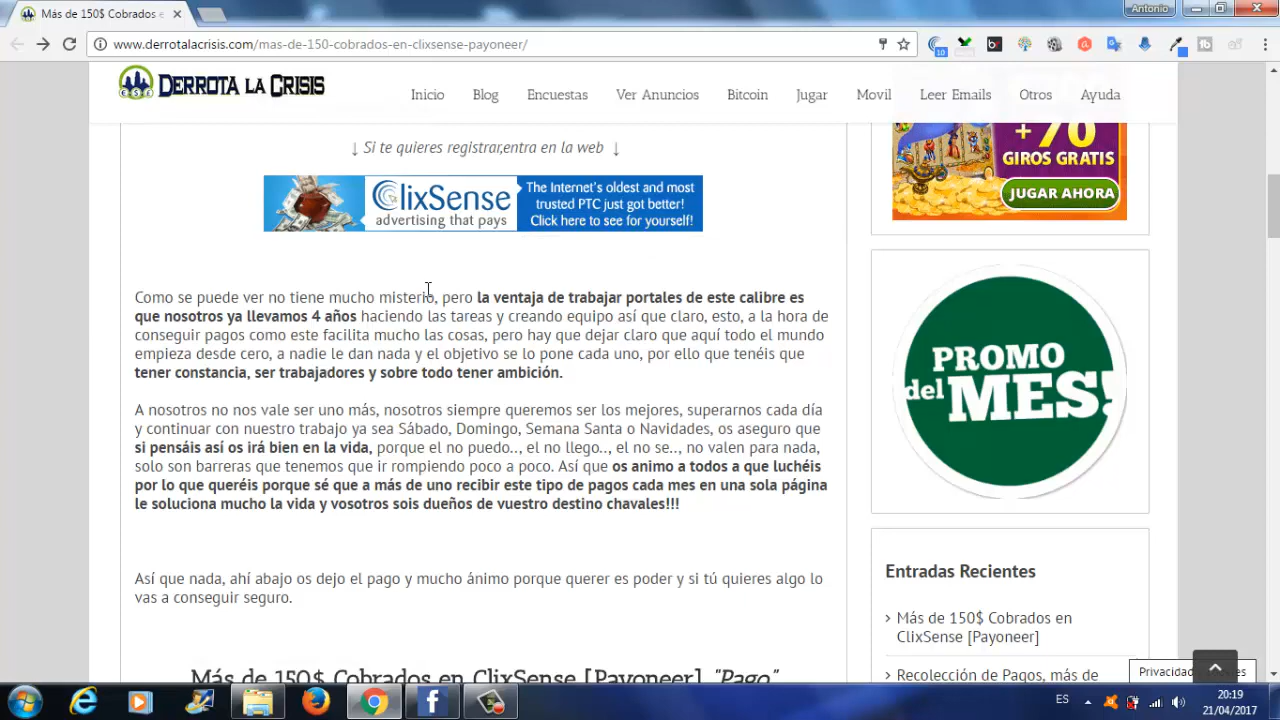 Más de 150$ Cobrados e
Antonio
www.derrotalacrisis.com/mas-de-150-cobrados-en-clixsense-payoneer/
10
DERROTA LA CRISIS
Inicio
Blog
Encuestas
Ver Anuncios
Bitcoin
Jugar
Movil
Leer Emails
Otros
Ayuda
↓ Si te quieres registrar,entra en la web ↓
ClixSense
advertising that pays
The Internet's oldest and most
trusted PTC just got better!
Click here to see for yourself!
Como se puede ver no tiene mucho misterio, pero la ventaja de trabajar portales de este calibre es
que nosotros ya llevamos 4 años haciendo las tareas y creando equipo así que claro, esto, a la hora de
conseguir pagos como este facilita mucho las cosas, pero hay que dejar claro que aquí todo el mundo
empieza desde cero, a nadie le dan nada y el objetivo se lo pone cada uno, por ello que tenéis que
tener constancia, ser trabajadores y sobre todo tener ambición.
A nosotros no nos vale ser uno más, nosotros siempre queremos ser los mejores, superarnos cada día
y continuar con nuestro trabajo ya sea Sábado, Domingo, Semana Santa o Navidades, os aseguro que
si pensáis así os irá bien en la vida, porque el no puedo.., el no llego.., el no se.., no valen para nada,
solo son barreras que tenemos que ir rompiendo poco a poco. Así que os animo a todos a que luchéis
por lo que queréis porque sé que a más de uno recibir este tipo de pagos cada mes en una sola página
le soluciona mucho la vida y vosotros sois dueños de vuestro destino chavales!!!
Así que nada, ahí abajo os dejo el pago y mucho ánimo porque querer es poder y si tú quieres algo lo
vas a conseguir seguro.
Más de 150$ Cobrados en ClixSense [Payoneer] "Pago"
+70
GIROS GRATIS
JUGAR AHORA
PROMO
del MES!
Entradas Recientes
Más de 150$ Cobrados en
ClixSense [Payoneer]
Recolección de Pagos, más de
ES
20:19
21/04/2017